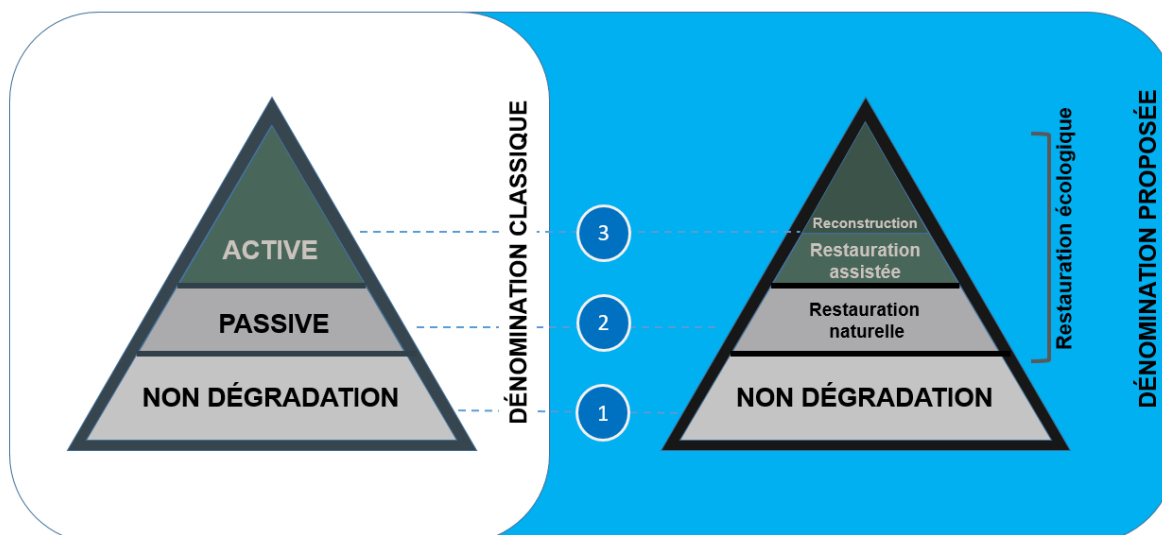 ACTIVE
PASSIVE
NON DÉGRADATION
DÉNOMINATION CLASSIQUE
3
2
1
Reconstruction
Restauration
assistée
Restauration
naturelle
NON DÉGRADATION
Restauration écologique
DÉNOMINATION PROPOSÉE